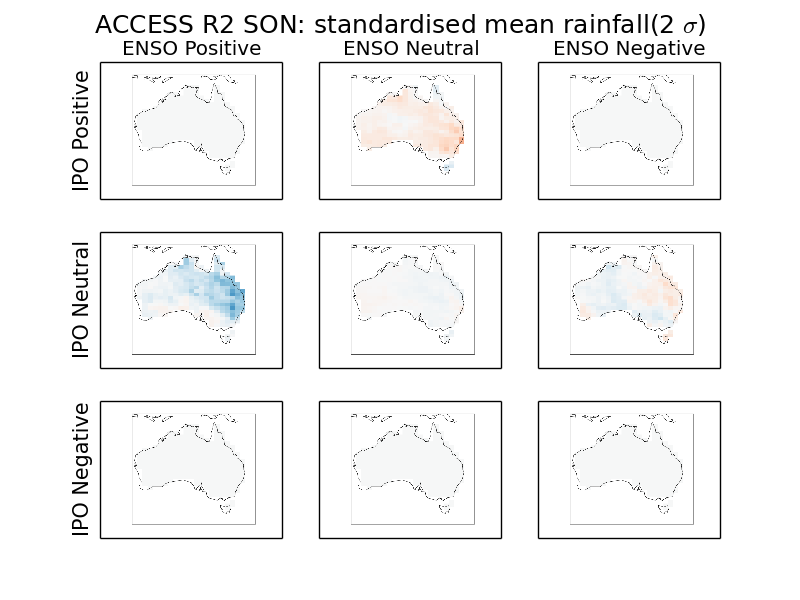 ACCESS R2 SON: standardised mean rainfall(2 σ)
ENSO Positive
ENSO Neutral
ENSO Negative
IPO Positive
IPO Neutral
IPO Negative